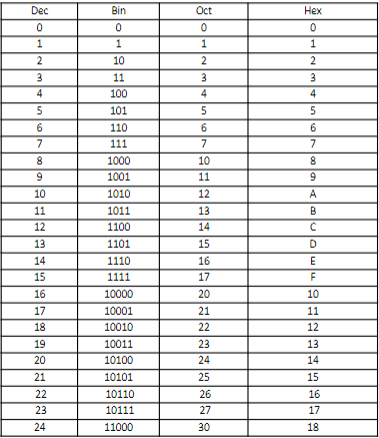 Dec Bin Oct Hex
0 0 0 0
1 1 1 1
2 10 2 2
3 11 3 3
4 100 4 4
5 101 5 5
6 110 6 6
7 111 7 7
8 1000 10 8
9 1001 11 9
10 1010 12 A
11 1011 13 B
12 1100 14 C
13 1101 15 D
14 1110 16 E
15 1111 17 F
16 10000 20 10
17 10001 21 11
18 10010 22 12
19 10011 23 13
20 10100 24 14
21 10101 25 15
22 10110 26 16
23 10111 27 17
24 11000 30 18